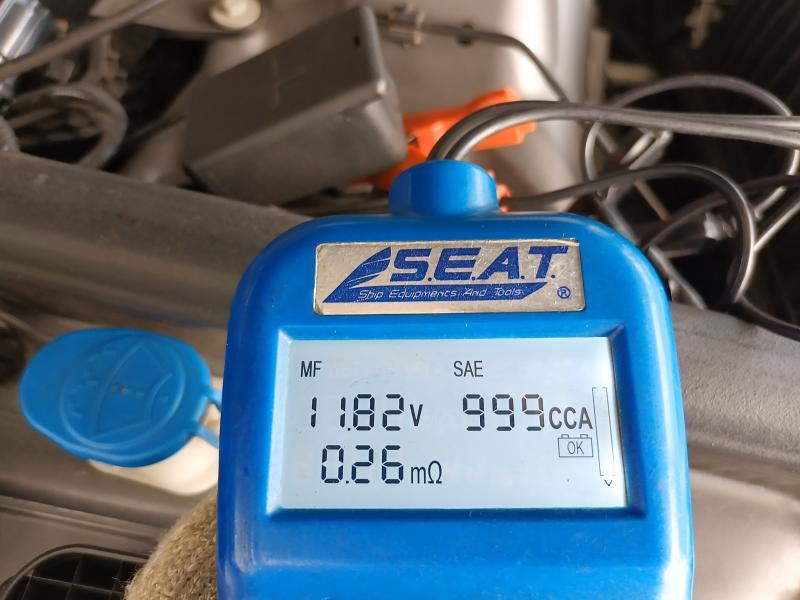 S.E.A.T.
Ship Equipments And Tools
®
MF SAE
11.82V 999CCA
OK
0.26mΩ